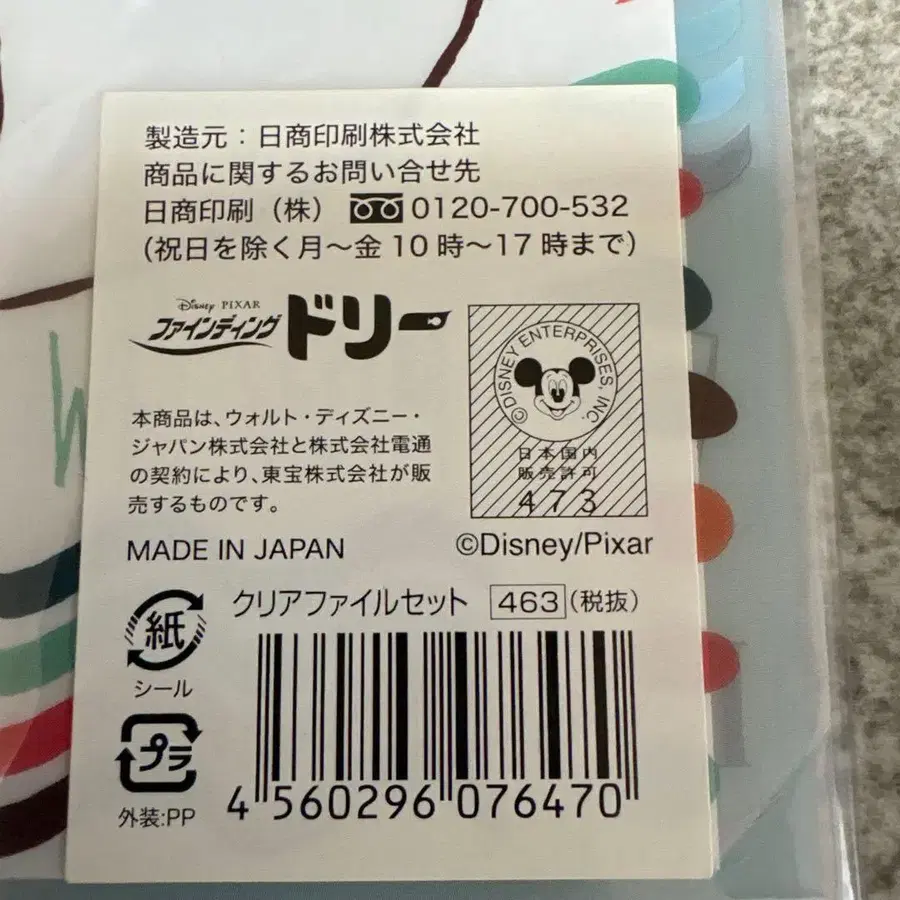 製造元：日商印刷株式会社
商品に関するお問い合せ先
日商印刷（株） 0120-700-532
(祝日を除く月～金10時～17時まで)
Disney PIXAR
ファインディング ドリー
©DISNEY ENTERPRISES, INC.
日本国内
販売許可
473
本商品は、ウォルト・ディズニー・
ジャパン株式会社と株式会社電通
の契約により、東宝株式会社が販
売するものです。
MADE IN JAPAN
©Disney/Pixar
紙
シール
クリアファイルセット 463 (税抜)
プラ
外装:PP
4 560296 076470